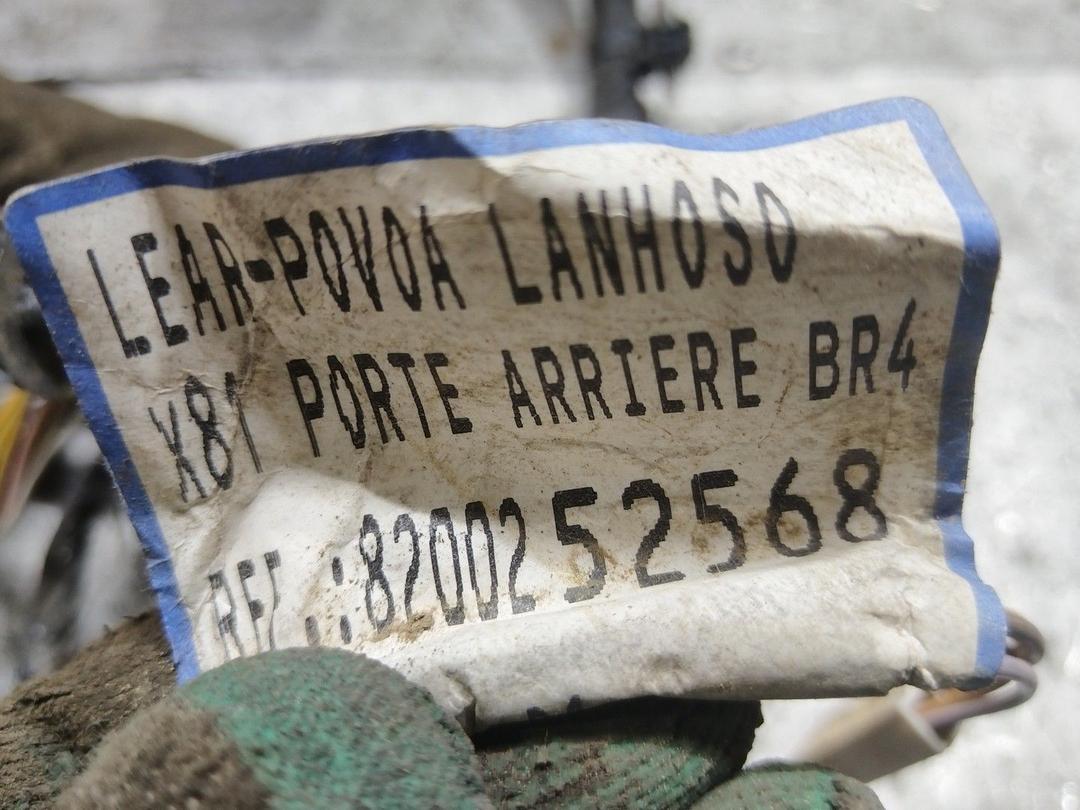 LEAR-POVOA LANHOSO
X81 PORTE ARRIERE BR4
REF .:8200252568